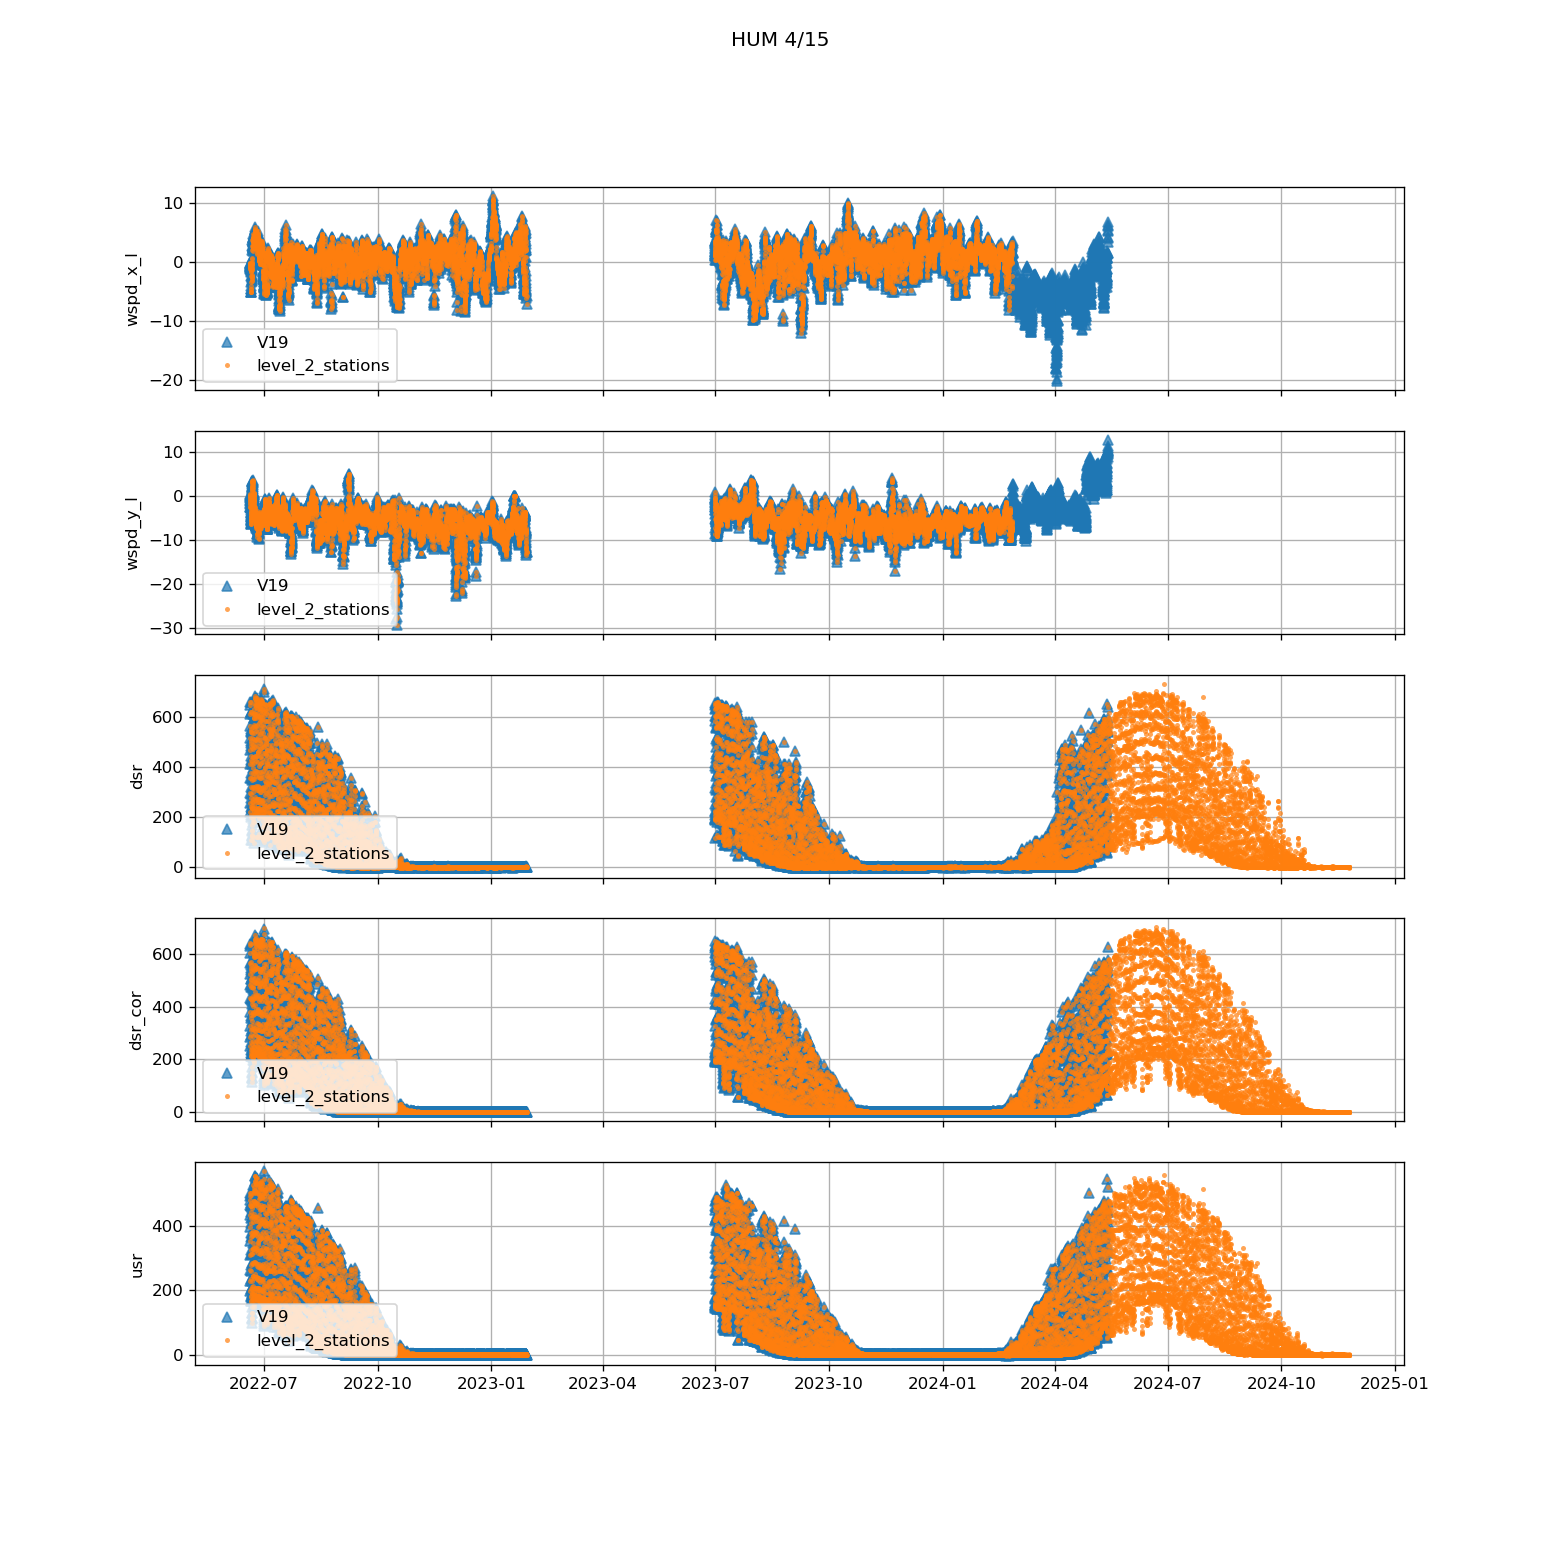 HUM 4/15
10
0
−10
−20
wspd_x_l
V19
level_2_stations
10
0
−10
−20
−30
wspd_y_l
V19
level_2_stations
600
400
200
0
dsr
V19
level_2_stations
600
400
200
0
dsr_cor
V19
level_2_stations
400
200
0
usr
V19
level_2_stations
2022-07 2022-10 2023-01 2023-04 2023-07 2023-10 2024-01 2024-04 2024-07 2024-10 2025-01